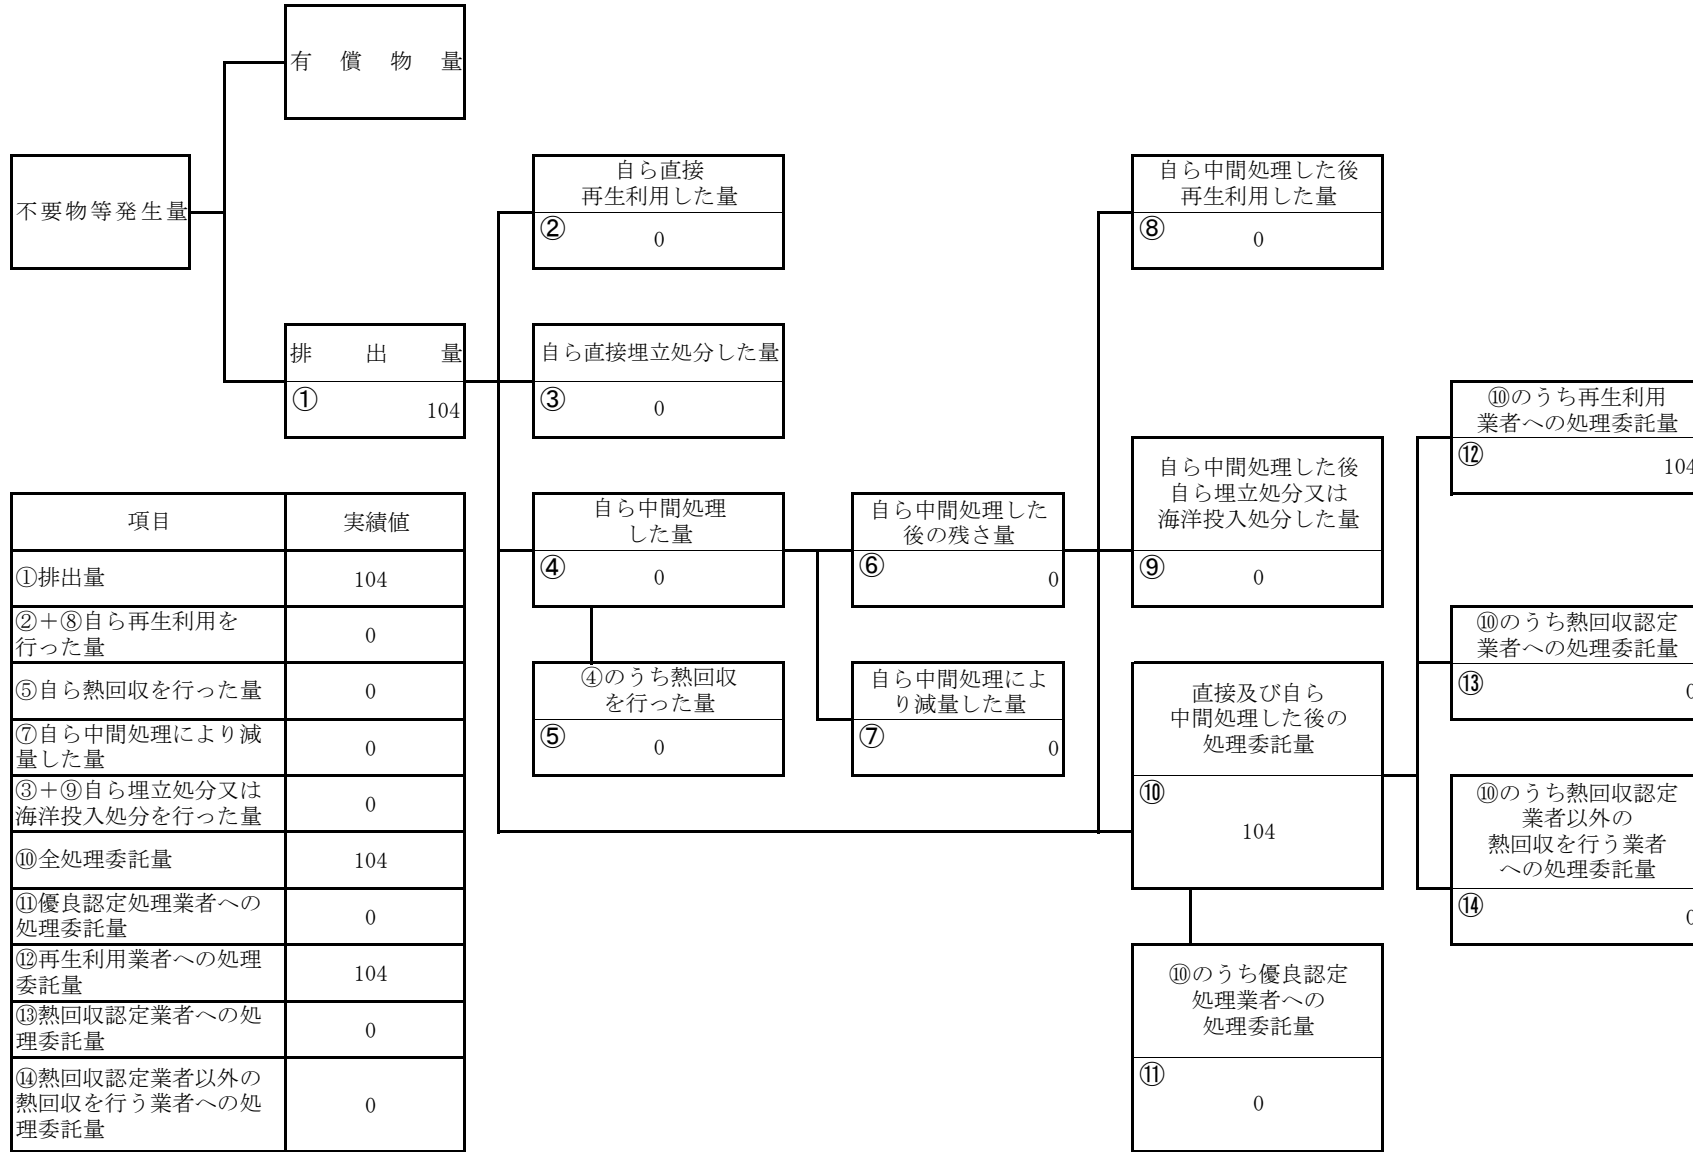 有償物量
不要物等発生量
自ら直接
再生利用した量
②
0
自ら中間処理した後
再生利用した量
⑧
0
排出量
①
104
自ら直接埋立処分した量
③
0
⑩のうち再生利用
業者への処理委託量
⑫
104
自ら中間処理
した量
④
0
自ら中間処理した
後の残さ量
⑥
0
自ら中間処理した後
自ら埋立処分又は
海洋投入処分した量
⑨
0
④のうち熱回収
を行った量
⑤
0
自ら中間処理によ
り減量した量
⑦
0
直接及び自ら
中間処理した後の
処理委託量
⑩
104
⑩のうち熱回収認定
業者への処理委託量
⑬
0
⑩のうち熱回収認定
業者以外の
熱回収を行う業者
への処理委託量
⑭
0
⑩のうち優良認定
処理業者への
処理委託量
⑪
0
項目 実績値
①排出量 104
②＋⑧自ら再生利用を
行った量
0
⑤自ら熱回収を行った量 0
⑦自ら中間処理により減
量した量
0
③＋⑨自ら埋立処分又は
海洋投入処分を行った量
0
⑩全処理委託量 104
⑪優良認定処理業者への
処理委託量
0
⑫再生利用業者への処理
委託量
104
⑬熱回収認定業者への処
理委託量
0
⑭熱回収認定業者以外の
熱回収を行う業者への処
理委託量
0